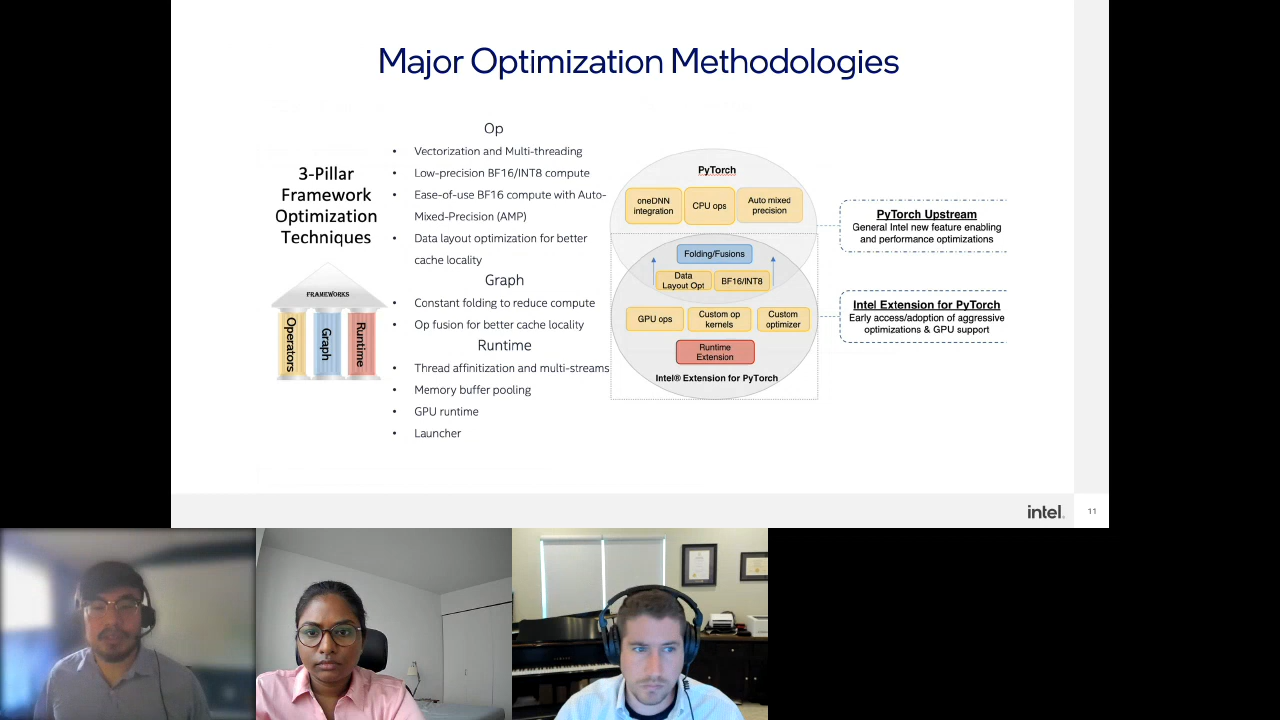 Major Optimization Methodologies
3-Pillar
Framework
Optimization
Techniques
FRAMEWORKS
Operators
Graph
Runtime
Op
• Vectorization and Multi-threading
• Low-precision BF16/INT8 compute
• Ease-of-use BF16 compute with Auto-
Mixed-Precision (AMP)
• Data layout optimization for better
cache locality
Graph
• Constant folding to reduce compute
• Op fusion for better cache locality
Runtime
• Thread affinitization and multi-streams
• Memory buffer pooling
• GPU runtime
• Launcher
PyTorch
oneDNN
integration
CPU ops
Auto mixed
precision
Folding/Fusions
Data
Layout Opt
BF16/INT8
GPU ops
Custom op
kernels
Custom
optimizer
Runtime
Extension
Intel® Extension for PyTorch
PyTorch Upstream
General Intel new feature enabling
and performance optimizations
Intel Extension for PyTorch
Early access/adoption of aggressive
optimizations & GPU support
intel.
11